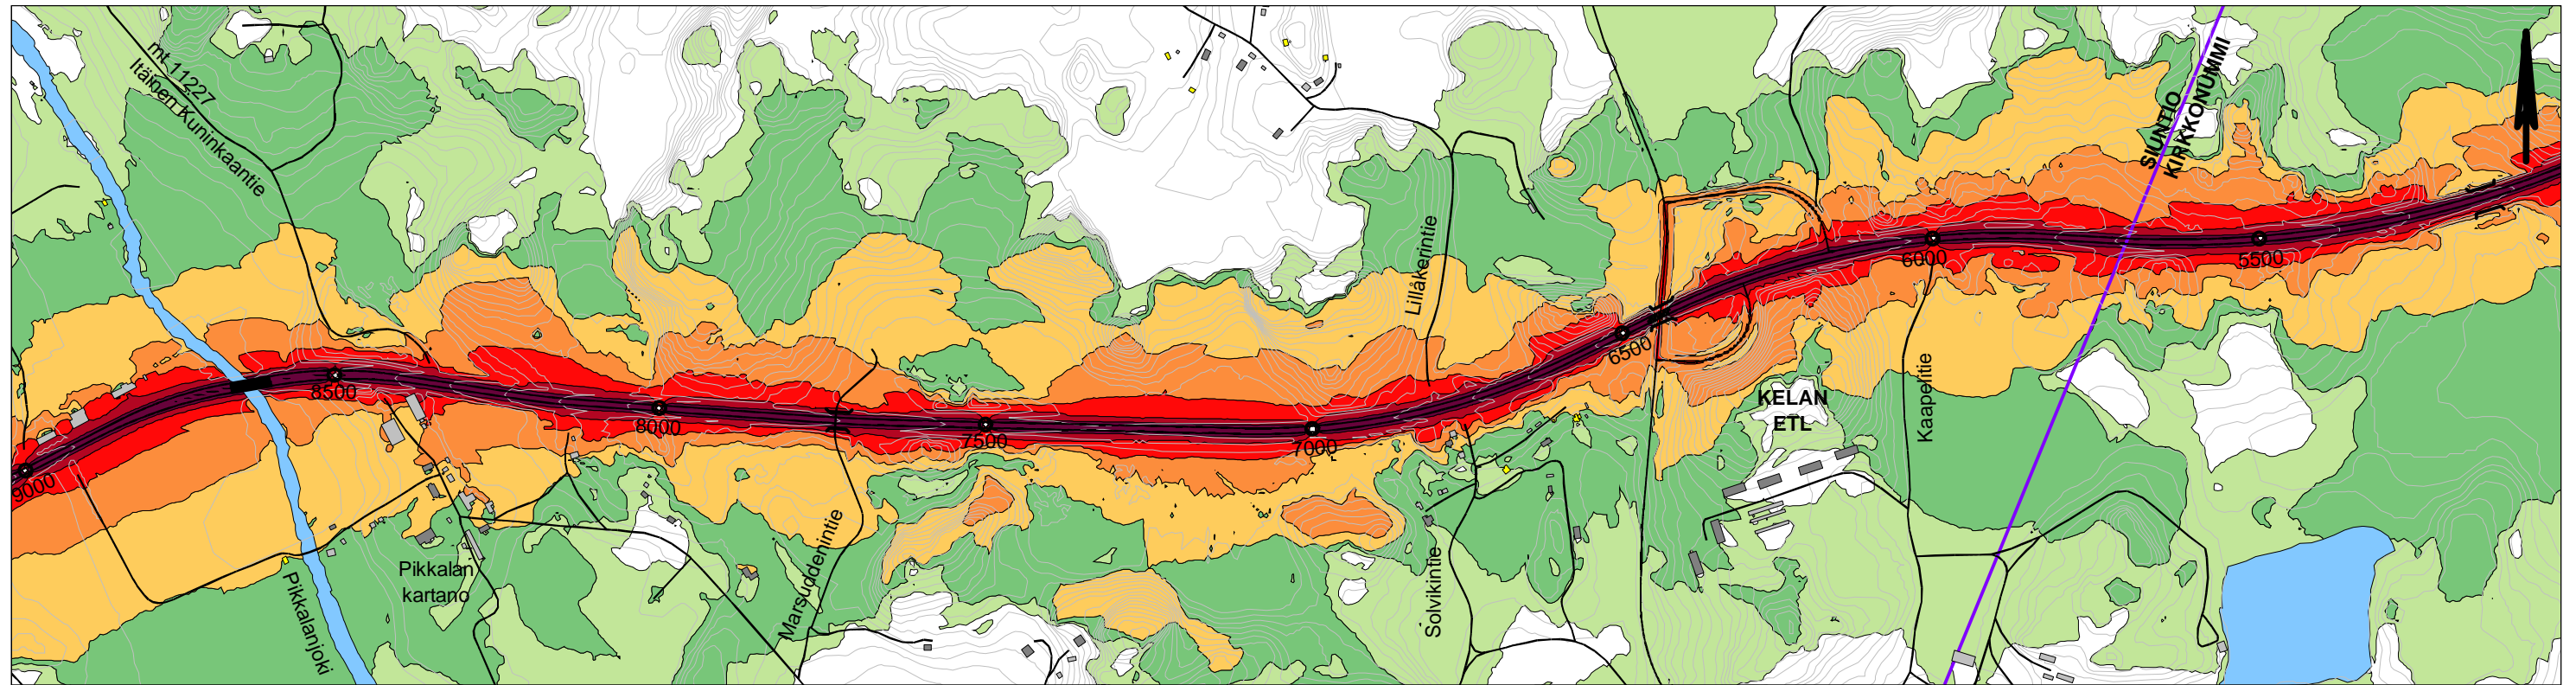 mt 11227
Itäinen Kuninkaantie
SIUNTIO
KIRKKONUMMI
Lillåkerintie
6000
5500
6500
8500
KELAN
ETL
Kaapelitie
8000
7500
7000
9000
Pikkalan
kartano
Marsuddenintie
Solvikintie
Pikkalanjoki